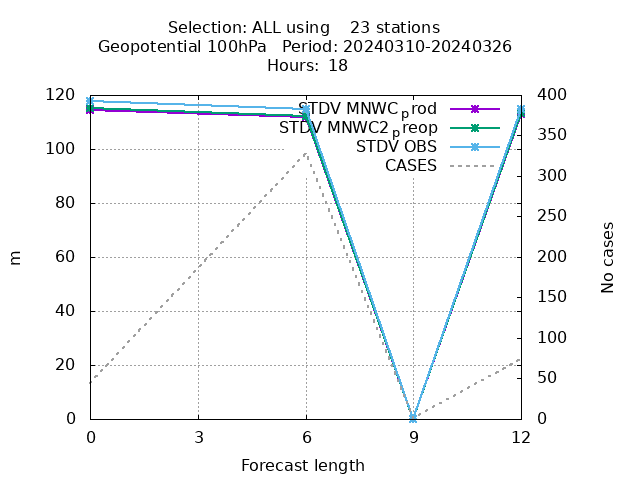 Selection: ALL using 23 stations
Geopotential 100hPa Period: 20240310-20240326
Hours: 18
120 400
STDV MNWCprod
STDV MNWC2preop
STDV OBS
CASES
100 350
80 300
60 250
40 200
20 150
0 100
50
0
m
No cases
0 3 6 9 12
Forecast length